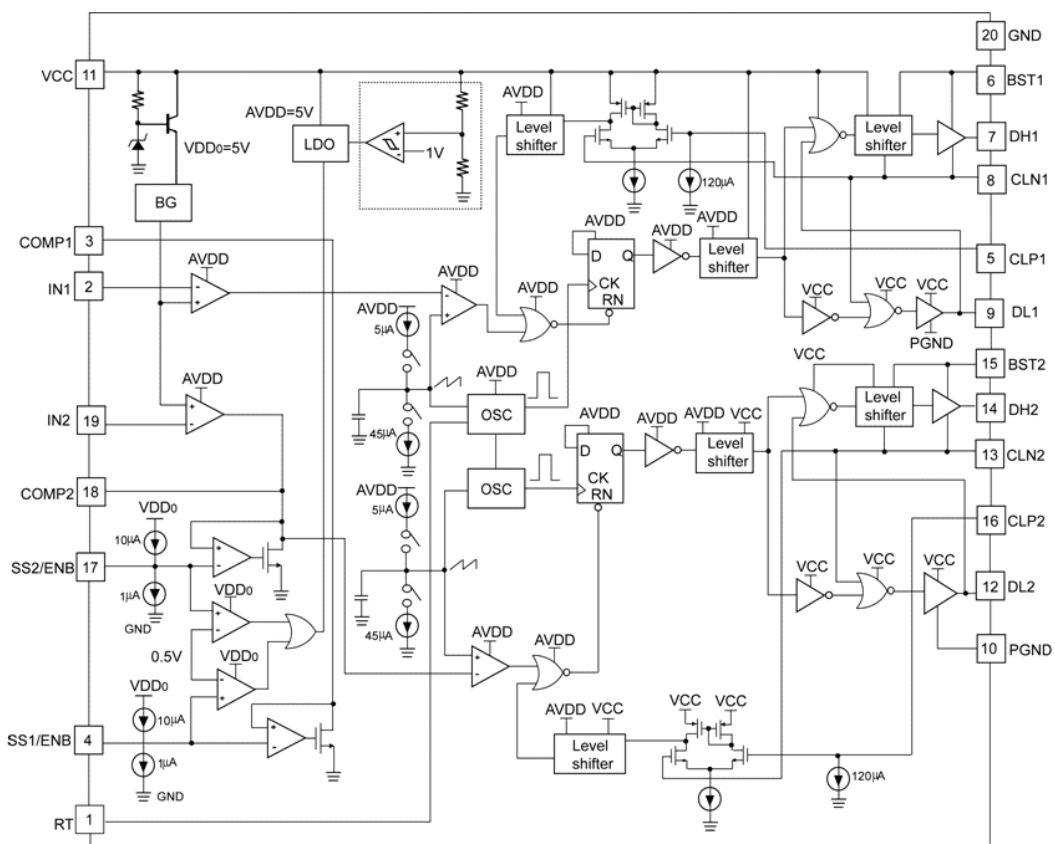 20 GND
VCC 11
6 BST1
AVDD=5V
AVDD
Level
shifter
Level
shifter
7 DH1
VDD0=5V
LDO
+
-
1V
BG
120µA
8 CLN1
COMP1 3
AVDD
AVDD
AVDD
D Q
CK
RN
Level
shifter
5 CLP1
IN1 2
AVDD
-
+
AVDD
-
+
AVDD
5µA
AVDD
VCC
VCC
VCC
9 DL1
PGND
15 BST2
AVDD
VCC
AVDD
+
-
OSC
AVDD
Level
shifter
14 DH2
IN2 19
45µA
AVDD
D Q
CK
RN
AVDD VCC
Level
shifter
13 CLN2
COMP2 18
AVDD
5µA
OSC
VDD0
10µA
16 CLP2
SS2/ENB 17
+
-
VCC
VCC
VCC
12 DL2
1µA
GND
VDD0
+
-
45µA
AVDD
+
-
AVDD
10 PGND
0.5V
VDD0
-
+
VDD0
10µA
AVDD VCC
Level
shifter
VCC VCC
SS1/ENB 4
+
-
1µA
GND
120µA
RT 1